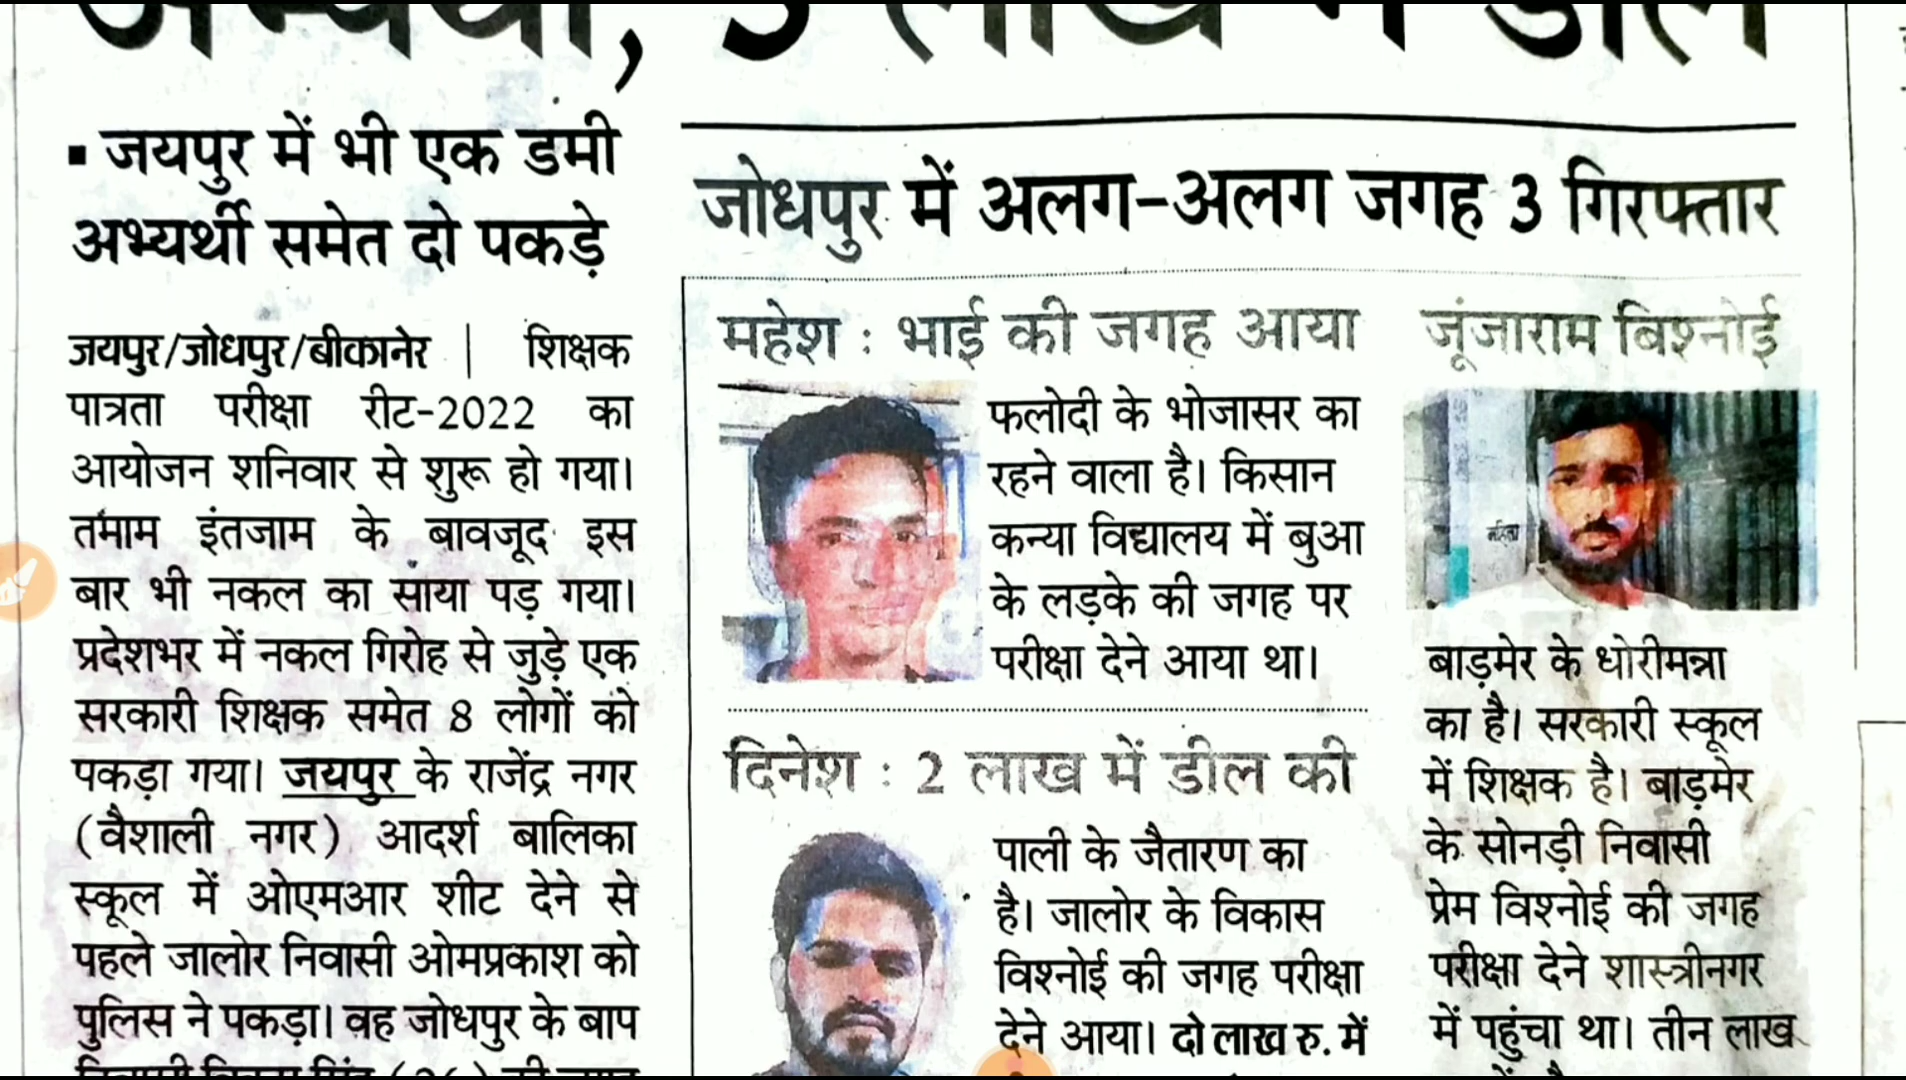 अभ्यर्थी, 5 लाख में डील
▪ जयपुर में भी एक डमी
अभ्यर्थी समेत दो पकड़े
जयपुर/जोधपुर/बीकानेर | शिक्षक
पात्रता परीक्षा रीट-2022 का
आयोजन शनिवार से शुरू हो गया।
तमाम इंतजाम के बावजूद इस
बार भी नकल का साया पड़ गया।
प्रदेशभर में नकल गिरोह से जुड़े एक
सरकारी शिक्षक समेत 8 लोगों को
पकड़ा गया। जयपुर के राजेंद्र नगर
(वैशाली नगर) आदर्श बालिका
स्कूल में ओएमआर शीट देने से
पहले जालोर निवासी ओमप्रकाश को
पुलिस ने पकड़ा। वह जोधपुर के बाप
जोधपुर में अलग-अलग जगह 3 गिरफ्तार
महेश : भाई की जगह आया
फलोदी के भोजासर का
रहने वाला है। किसान
कन्या विद्यालय में बुआ
के लड़के की जगह पर
परीक्षा देने आया था।
दिनेश : 2 लाख में डील की
पाली के जैतारण का
है। जालोर के विकास
विश्नोई की जगह परीक्षा
देने आया। दो लाख रु. में
जूंजाराम बिश्नोई
बाड़मेर के धोरीमन्ना
का है। सरकारी स्कूल
में शिक्षक है। बाड़मेर
के सोनड़ी निवासी
प्रेम विश्नोई की जगह
परीक्षा देने शास्त्रीनगर
में पहुंचा था। तीन लाख